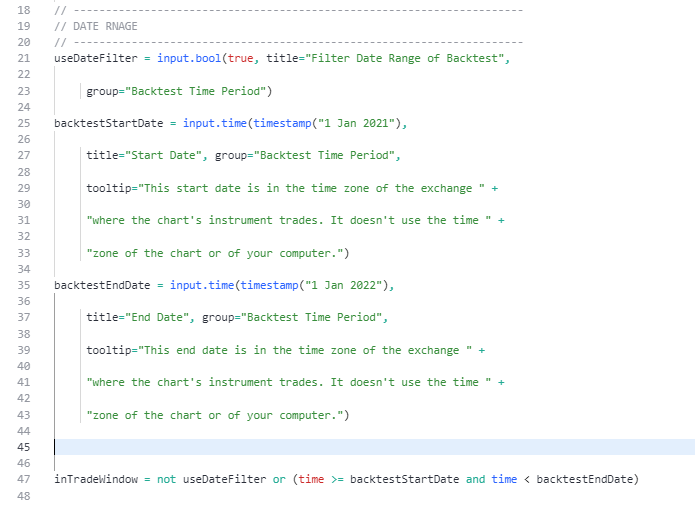 18 // ----------------------------------------------------------------------
19 // DATE RNAGE
20 // ----------------------------------------------------------------------
21 useDateFilter = input.bool(true, title="Filter Date Range of Backtest",
22
23 group="Backtest Time Period")
24
25 backtestStartDate = input.time(timestamp("1 Jan 2021"),
26
27 title="Start Date", group="Backtest Time Period",
28
29 tooltip="This start date is in the time zone of the exchange " +
30
31 "where the chart's instrument trades. It doesn't use the time " +
32
33 "zone of the chart or of your computer.")
34
35 backtestEndDate = input.time(timestamp("1 Jan 2022"),
36
37 title="End Date", group="Backtest Time Period",
38
39 tooltip="This end date is in the time zone of the exchange " +
40
41 "where the chart's instrument trades. It doesn't use the time " +
42
43 "zone of the chart or of your computer.")
44
45
46
47 inTradeWindow = not useDateFilter or (time >= backtestStartDate and time < backtestEndDate)
48